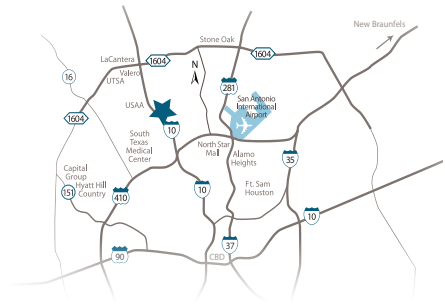 New Braunfels
Stone Oak
1604
1604
N
LaCantera
Valero
UTSA
16
281
USAA
San Antonio
International
Airport
1604
10
South
Texas
Medical
Center
North Star
Mall
Alamo
Heights
35
Capital
Group
Hyatt Hill
Country
151
410
10
Ft. Sam
Houston
10
37
90
CBD